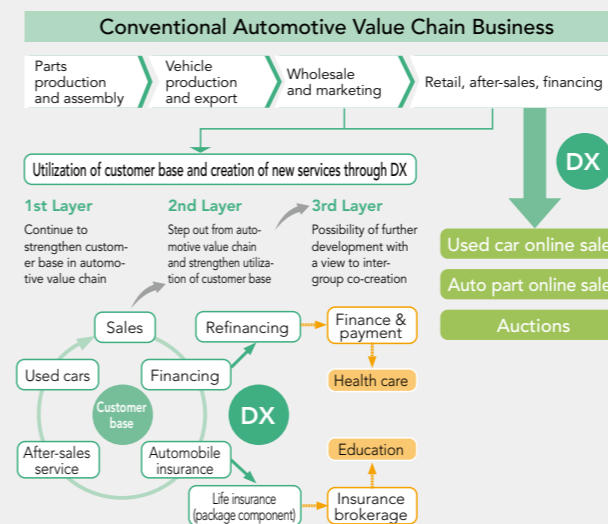 Conventional Automotive Value Chain Business
Parts
production
and assembly
Vehicle
production
and export
Wholesale
and marketing
Retail, after-sales, financing
DX
Utilization of customer base and creation of new services through DX
1st Layer
Continue to
strengthen custom-
er base in automo-
tive value chain
2nd Layer
Step out from auto-
motive value chain
and strengthen utiliza-
tion of customer base
3rd Layer
Possibility of further
development with
a view to inter-
group co-creation
Used car online sale
Auto part online sale
Auctions
Sales
Refinancing
Finance &
payment
Used cars
Financing
Health care
Customer
base
DX
After-sales
service
Automobile
insurance
Education
Life insurance
(package component)
Insurance
brokerage